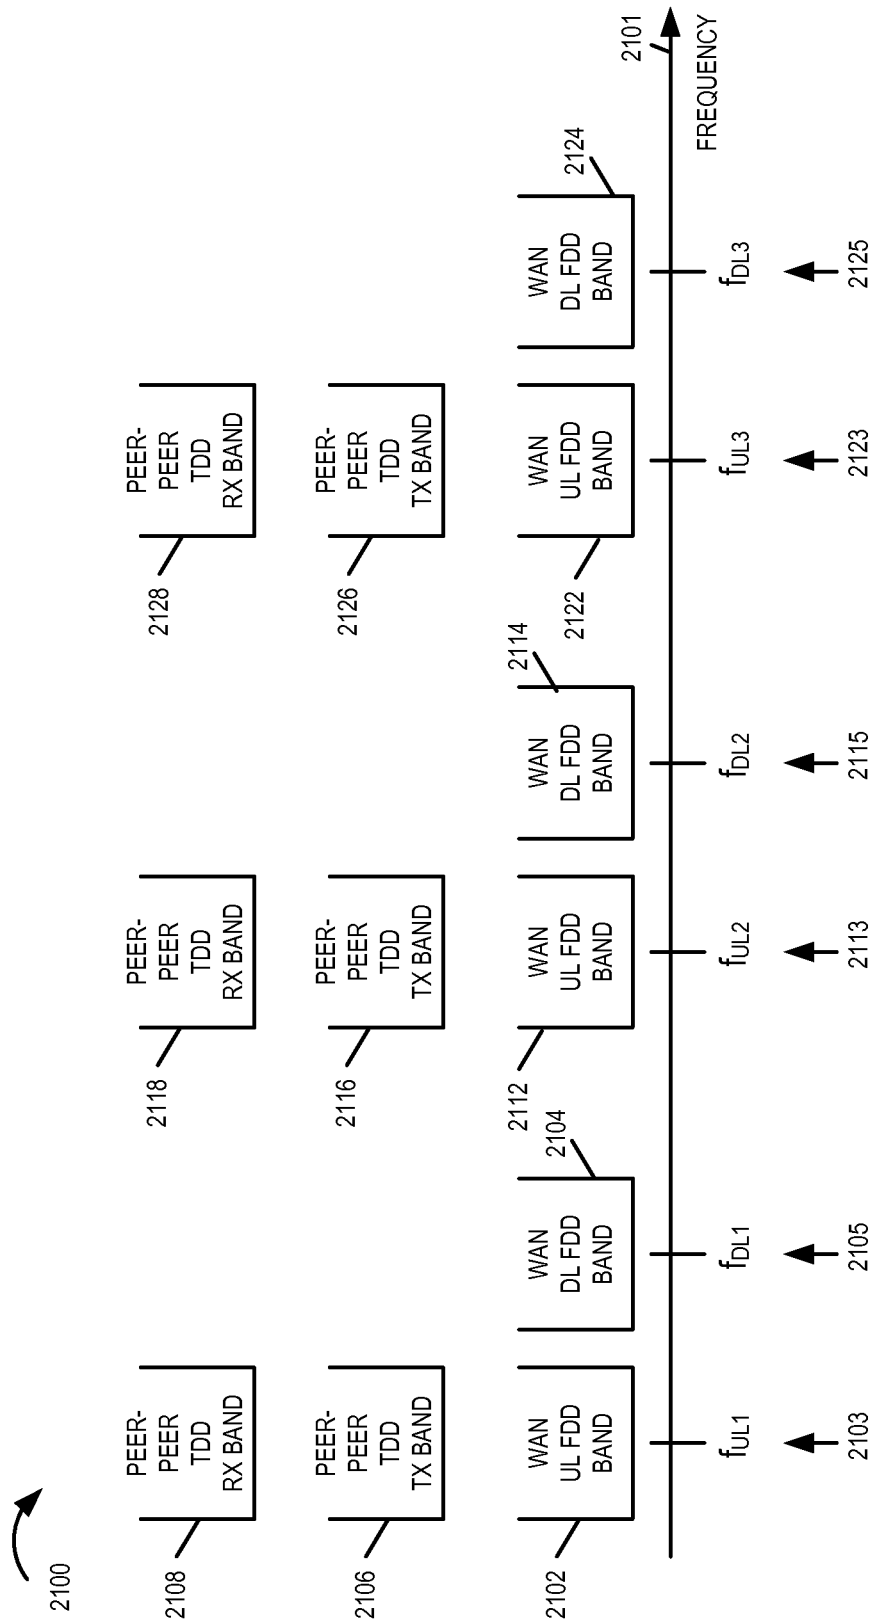 2100
PEER-
PEER
TDD
RX BAND
2108
PEER-
PEER
TDD
RX BAND
2118
PEER-
PEER
TDD
RX BAND
2128
PEER-
PEER
TDD
TX BAND
2106
PEER-
PEER
TDD
TX BAND
2116
PEER-
PEER
TDD
TX BAND
2126
WAN
UL FDD
BAND
2102
WAN
DL FDD
BAND
2104
WAN
UL FDD
BAND
2112
WAN
DL FDD
BAND
2114
WAN
UL FDD
BAND
2122
WAN
DL FDD
BAND
2124
2101
FREQUENCY
fUL1
fDL1
fUL2
fDL2
fUL3
fDL3
2103
2105
2113
2115
2123
2125